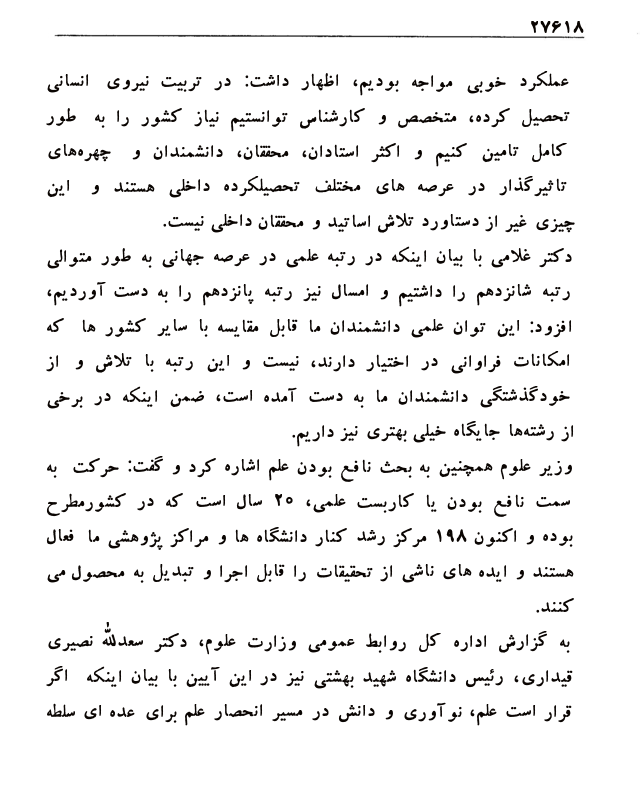 ۲۷۶۱۸
عملکرد خوبی مواجه بودیم، اظهار داشت: در تربیت نیروی انسانی
تحصیل کرده، متخصص و کارشناس توانستیم نیاز کشور را به طور
کامل تامین کنیم و اکثر استادان، محققان، دانشمندان و چهره‌های
تاثیرگذار در عرصه های مختلف تحصیلکرده داخلی هستند و این
چیزی غیر از دستاورد تلاش اساتید و محققان داخلی نیست.
دکتر غلامی با بیان اینکه در رتبه علمی در عرصه جهانی به طور متوالی
رتبه شانزدهم را داشتیم و امسال نیز رتبه پانزدهم را به دست آوردیم،
افزود: این توان علمی دانشمندان ما قابل مقایسه با سایر کشور ها که
امکانات فراوانی در اختیار دارند، نیست و این رتبه با تلاش و از
خودگذشتگی دانشمندان ما به دست آمده است، ضمن اینکه در برخی
از رشته‌ها جایگاه خیلی بهتری نیز داریم.
وزیر علوم همچنین به بحث نافع بودن علم اشاره کرد و گفت: حرکت به
سمت نافع بودن یا کاربست علمی، ۲۵ سال است که در کشورمطرح
بوده و اکنون ۱۹۸ مرکز رشد کنار دانشگاه ها و مراکز پژوهشی ما فعال
هستند و ایده های ناشی از تحقیقات را قابل اجرا و تبدیل به محصول می
کنند.
به گزارش اداره کل روابط عمومی وزارت علوم، دکتر سعدلله نصیری
قیداری، رئیس دانشگاه شهید بهشتی نیز در این آیین با بیان اینکه اگر
قرار است علم، نوآوری و دانش در مسیر انحصار علم برای عده ای سلطه